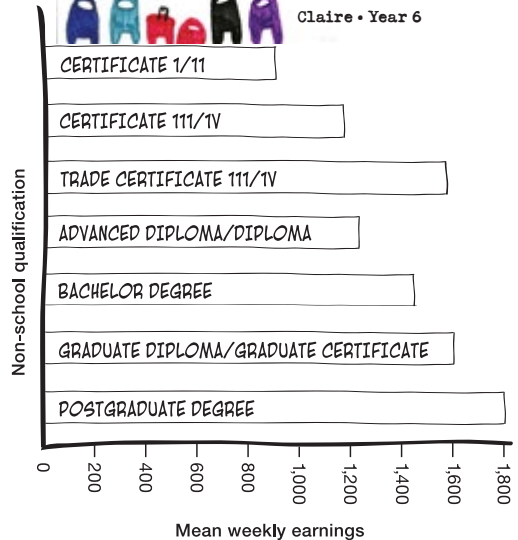 Claire • Year 6
CERTIFICATE 1/11
CERTIFICATE 111/1V
TRADE CERTIFICATE 111/1V
ADVANCED DIPLOMA/DIPLOMA
BACHELOR DEGREE
GRADUATE DIPLOMA/GRADUATE CERTIFICATE
POSTGRADUATE DEGREE
Non-school qualification
0 200 400 600 800 1,000 1,200 1,400 1,600 1,800
Mean weekly earnings